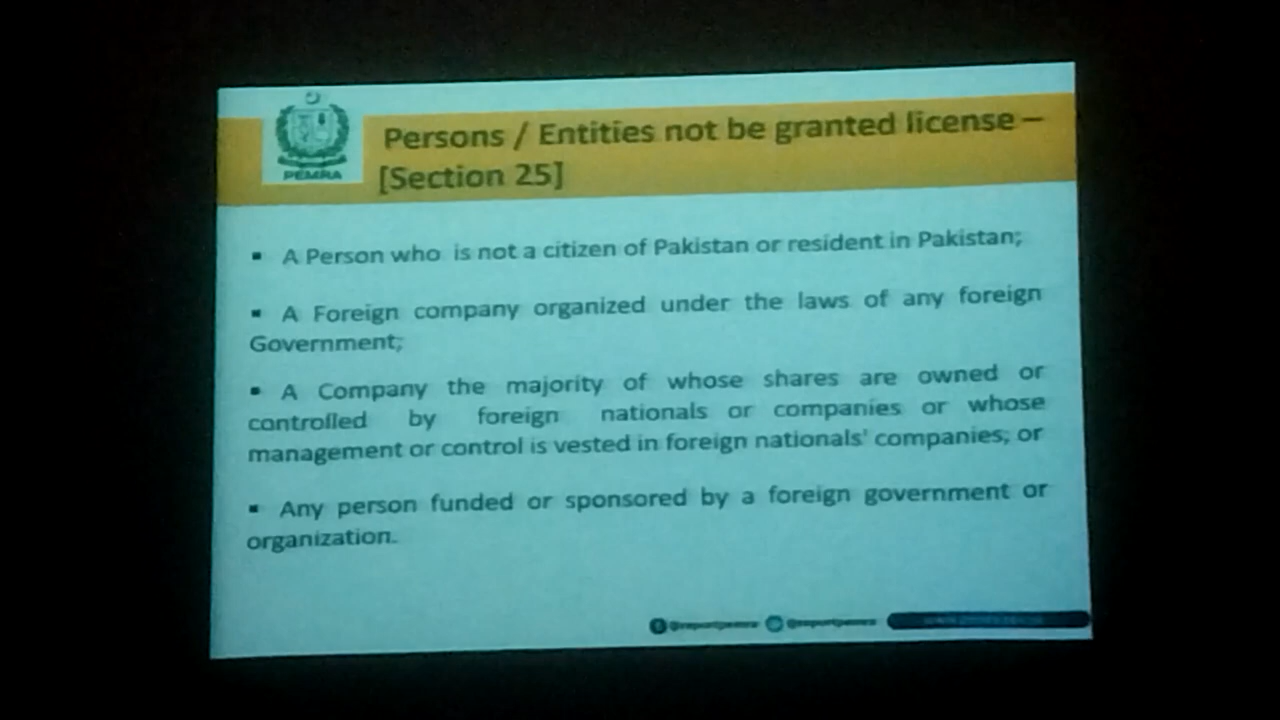 PEMRA
Persons / Entities not be granted license –
[Section 25]
▪ A Person who is not a citizen of Pakistan or resident in Pakistan;
▪ A Foreign company organized under the laws of any foreign
Government;
▪ A Company the majority of whose shares are owned or
controlled by foreign nationals or companies or whose
management or control is vested in foreign nationals' companies; or
▪ Any person funded or sponsored by a foreign government or
organization.
@reportpemra @reportpemra